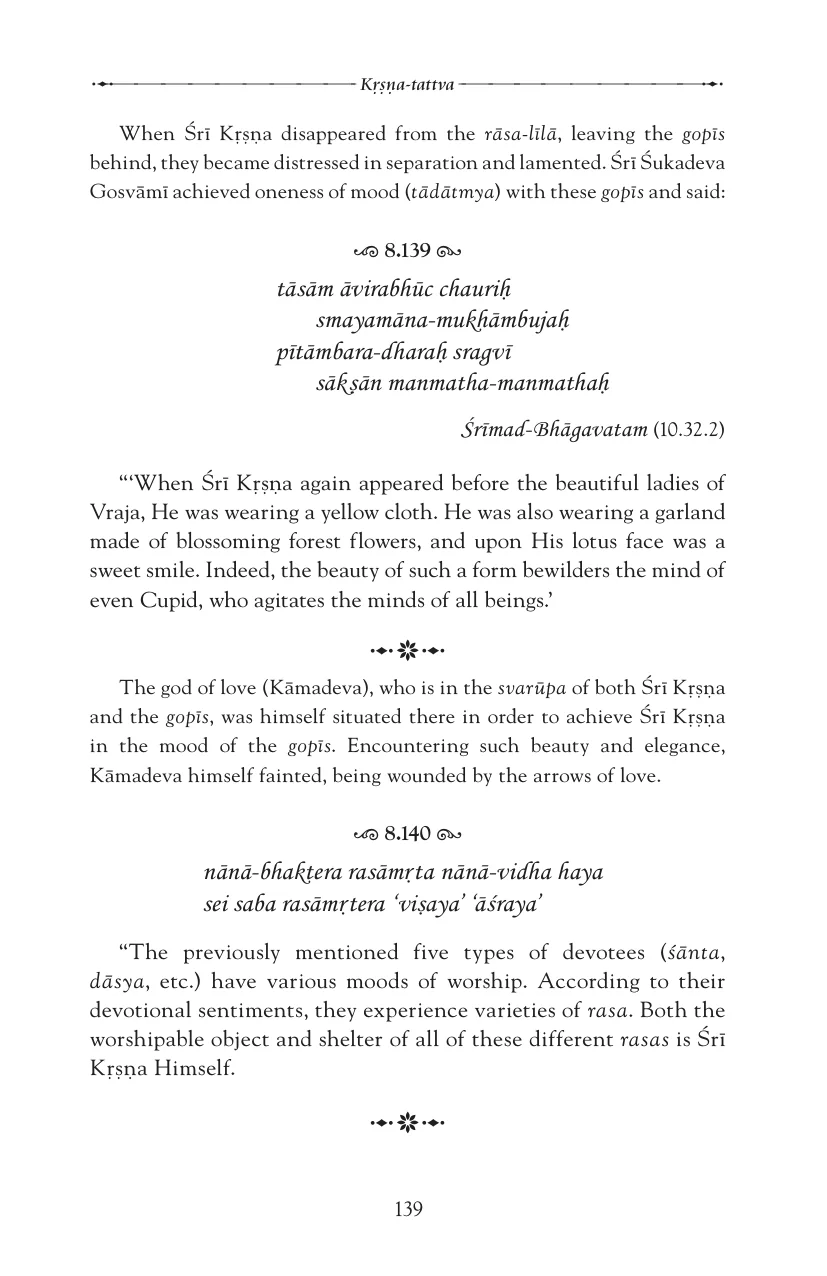 Kṛṣṇa-tattva
When Śrī Kṛṣṇa disappeared from the rāsa-līlā, leaving the gopīs
behind, they became distressed in separation and lamented. Śrī Śukadeva
Gosvāmī achieved oneness of mood (tādātmya) with these gopīs and said:
8.139
tāsām āvirabhūc chauriḥ
smayamāna-mukhāmbujaḥ
pītāmbara-dharaḥ sragvī
sākṣān manmatha-manmathaḥ
Śrīmad-Bhāgavatam (10.32.2)
“‘When Śrī Kṛṣṇa again appeared before the beautiful ladies of
Vraja, He was wearing a yellow cloth. He was also wearing a garland
made of blossoming forest flowers, and upon His lotus face was a
sweet smile. Indeed, the beauty of such a form bewilders the mind of
even Cupid, who agitates the minds of all beings.’
The god of love (Kāmadeva), who is in the svarūpa of both Śrī Kṛṣṇa
and the gopīs, was himself situated there in order to achieve Śrī Kṛṣṇa
in the mood of the gopīs. Encountering such beauty and elegance,
Kāmadeva himself fainted, being wounded by the arrows of love.
8.140
nānā-bhaktera rasāmṛta nānā-vidha haya
sei saba rasāmṛtera ‘viṣaya’ ‘āśraya’
“The previously mentioned five types of devotees (śānta,
dāsya, etc.) have various moods of worship. According to their
devotional sentiments, they experience varieties of rasa. Both the
worshipable object and shelter of all of these different rasas is Śrī
Kṛṣṇa Himself.
139